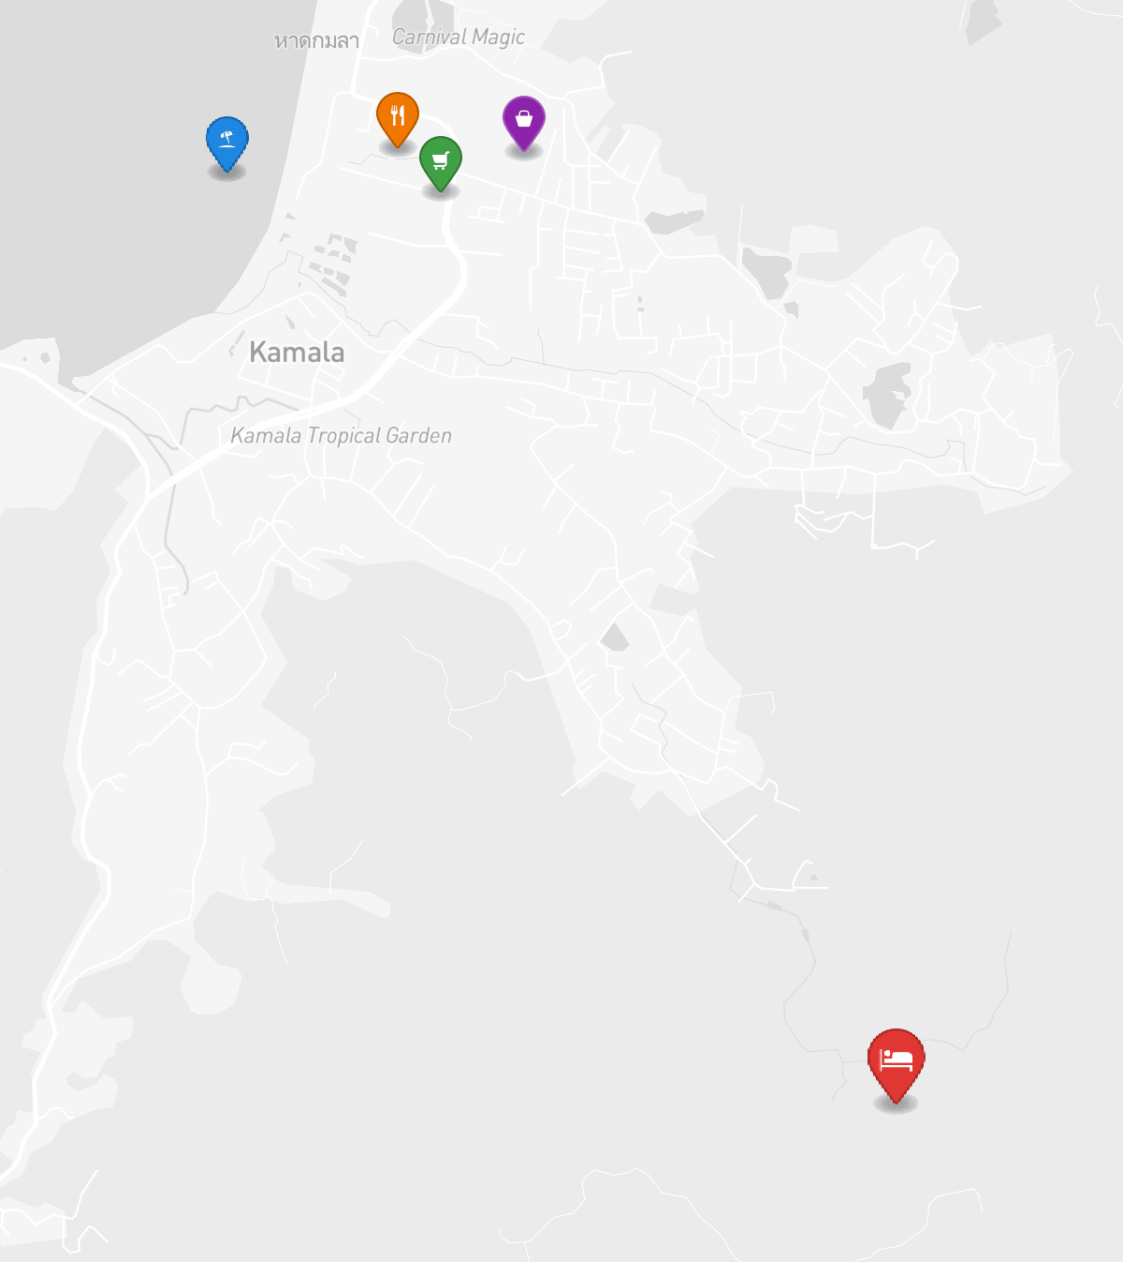 หาดกมลา
Carnival Magic
Kamala
Kamala Tropical Garden